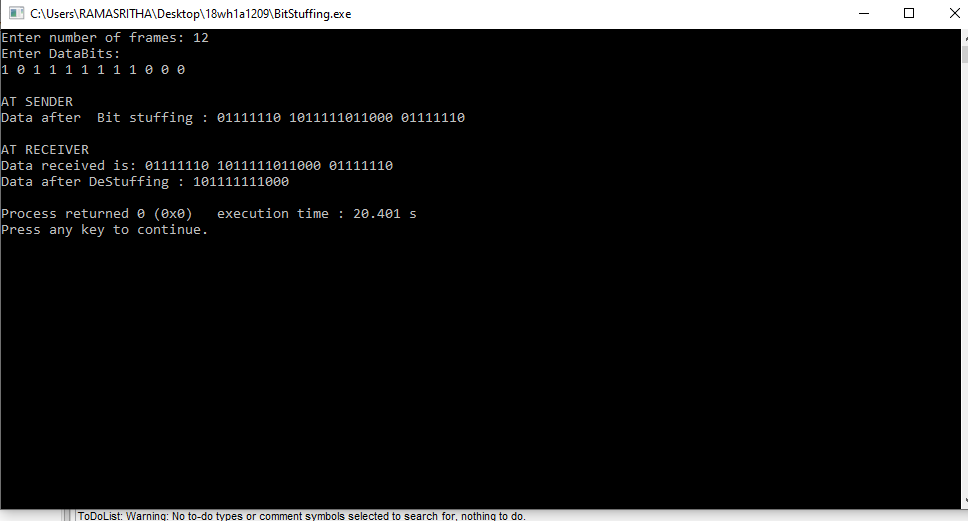 C:\Users\RAMASRITHA\Desktop\18wh1a1209\BitStuffing.exe
Enter number of frames: 12
Enter DataBits:
1 0 1 1 1 1 1 1 1 0 0 0
AT SENDER
Data after  Bit stuffing : 01111110 1011111011000 01111110
AT RECEIVER
Data received is: 01111110 1011111011000 01111110
Data after DeStuffing : 101111111000
Process returned 0 (0x0)   execution time : 20.401 s
Press any key to continue.
ToDoList: Warning: No to-do types or comment symbols selected to search for, nothing to do.